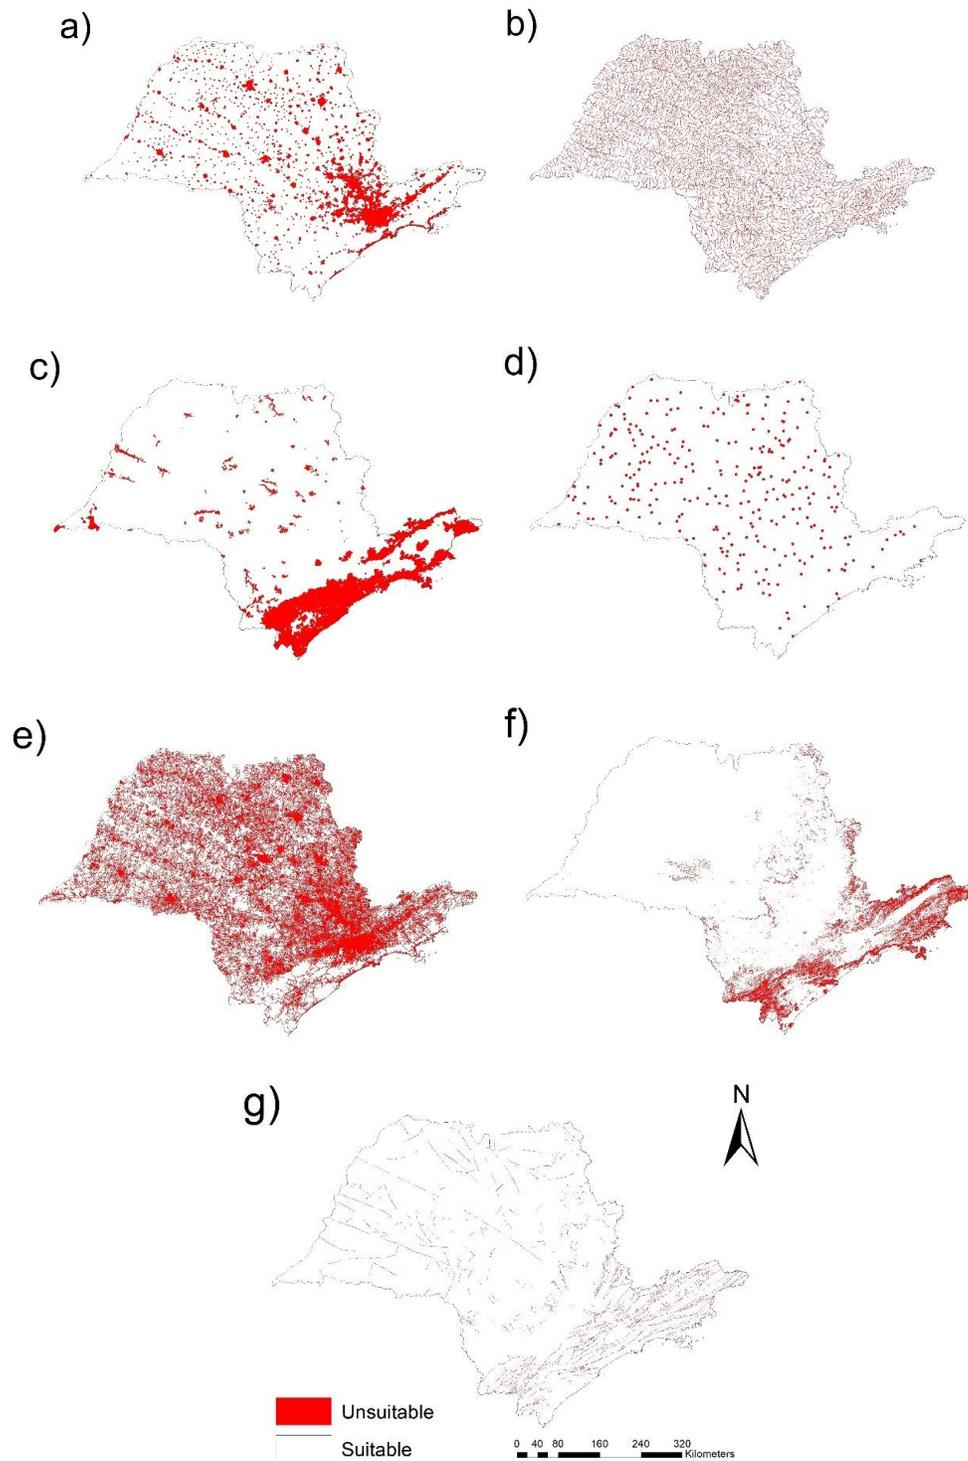 a)
b)
c)
d)
e)
f)
g)
N
Unsuitable
Suitable
0 40 80 160 240 320
Kilometers